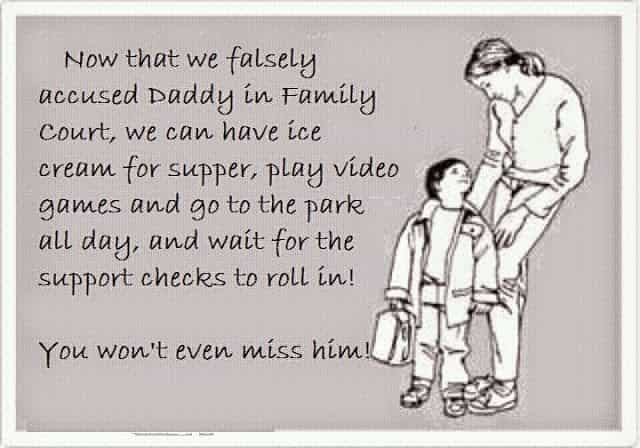 Now that we falsely
accused Daddy in Family
Court, we can have ice
cream for supper, play video
games and go to the park
all day, and wait for the
support checks to roll in!
You won't even miss him!